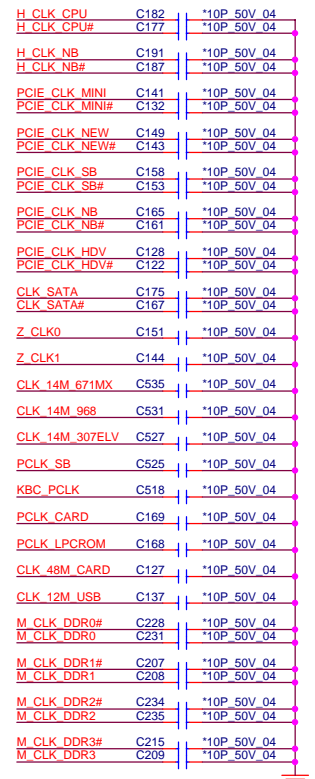 H_CLK_CPU C182 *10P_50V_04
H_CLK_CPU# C177 *10P_50V_04
H_CLK_NB C191 *10P_50V_04
H_CLK_NB# C187 *10P_50V_04
PCIE_CLK_MINI C141 *10P_50V_04
PCIE_CLK_MINI# C132 *10P_50V_04
PCIE_CLK_NEW C149 *10P_50V_04
PCIE_CLK_NEW# C143 *10P_50V_04
PCIE_CLK_SB C158 *10P_50V_04
PCIE_CLK_SB# C153 *10P_50V_04
PCIE_CLK_NB C165 *10P_50V_04
PCIE_CLK_NB# C161 *10P_50V_04
PCIE_CLK_HDV C128 *10P_50V_04
PCIE_CLK_HDV# C122 *10P_50V_04
CLK_SATA C175 *10P_50V_04
CLK_SATA# C167 *10P_50V_04
Z_CLK0 C151 *10P_50V_04
Z_CLK1 C144 *10P_50V_04
CLK_14M_671MX C535 *10P_50V_04
CLK_14M_968 C531 *10P_50V_04
CLK_14M_307ELV C527 *10P_50V_04
PCLK_SB C525 *10P_50V_04
KBC_PCLK C518 *10P_50V_04
PCLK_CARD C169 *10P_50V_04
PCLK_LPCROM C168 *10P_50V_04
CLK_48M_CARD C127 *10P_50V_04
CLK_12M_USB C137 *10P_50V_04
M_CLK_DDR0# C228 *10P_50V_04
M_CLK_DDR0 C231 *10P_50V_04
M_CLK_DDR1# C207 *10P_50V_04
M_CLK_DDR1 C208 *10P_50V_04
M_CLK_DDR2# C234 *10P_50V_04
M_CLK_DDR2 C235 *10P_50V_04
M_CLK_DDR3# C215 *10P_50V_04
M_CLK_DDR3 C209 *10P_50V_04